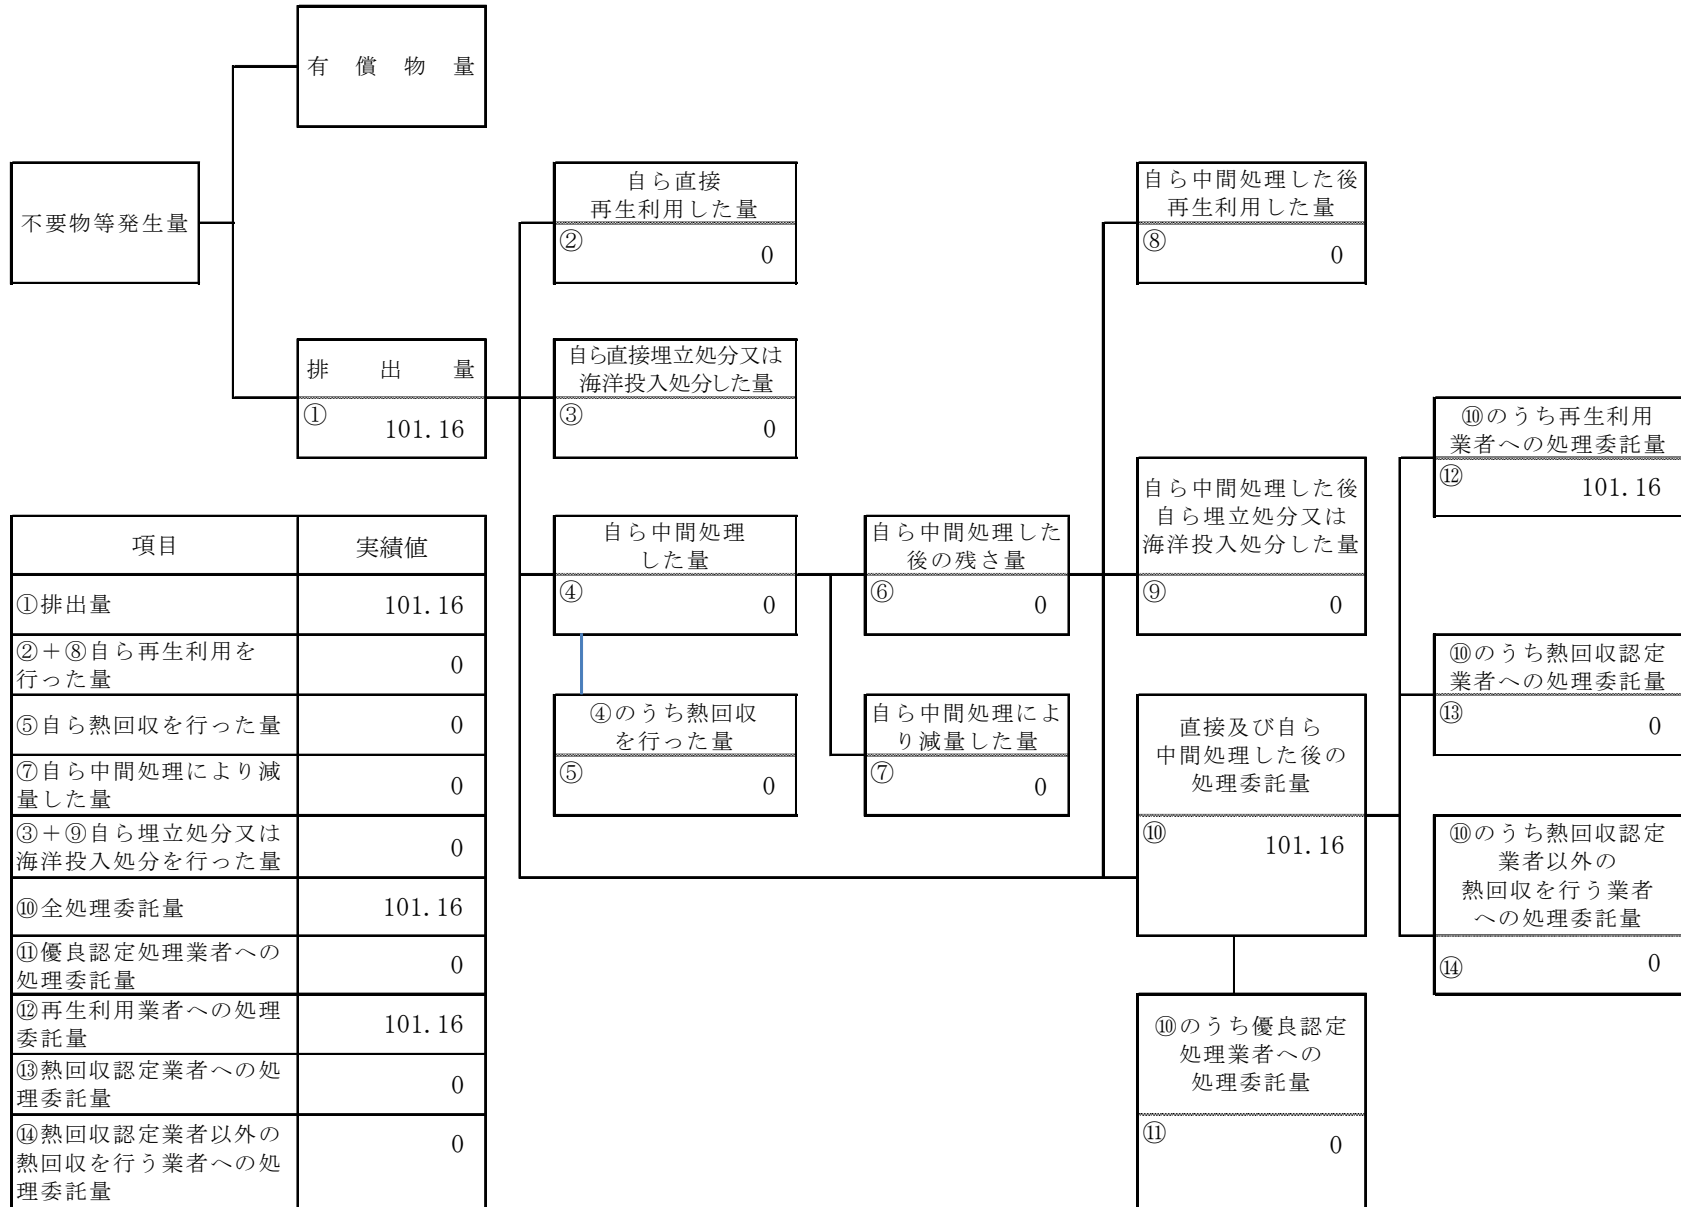 有償物量
不要物等発生量
自ら直接
再生利用した量
②
0
自ら中間処理した後
再生利用した量
⑧
0
排出量
①
101.16
自ら直接埋立処分又は
海洋投入処分した量
③
0
⑩のうち再生利用
業者への処理委託量
⑫
101.16
自ら中間処理した後
自ら埋立処分又は
海洋投入処分した量
⑨
0
自ら中間処理
した量
④
0
自ら中間処理した
後の残さ量
⑥
0
④のうち熱回収
を行った量
⑤
0
自ら中間処理によ
り減量した量
⑦
0
直接及び自ら
中間処理した後の
処理委託量
⑩
101.16
⑩のうち熱回収認定
業者への処理委託量
⑬
0
⑩のうち熱回収認定
業者以外の
熱回収を行う業者
への処理委託量
⑭
0
⑩のうち優良認定
処理業者への
処理委託量
⑪
0
項目 実績値
①排出量 101.16
②+⑧自ら再生利用を
行った量 0
⑤自ら熱回収を行った量 0
⑦自ら中間処理により減
量した量 0
③+⑨自ら埋立処分又は
海洋投入処分を行った量 0
⑩全処理委託量 101.16
⑪優良認定処理業者への
処理委託量 0
⑫再生利用業者への処理
委託量 101.16
⑬熱回収認定業者への処
理委託量 0
⑭熱回収認定業者以外の
熱回収を行う業者への処
理委託量 0